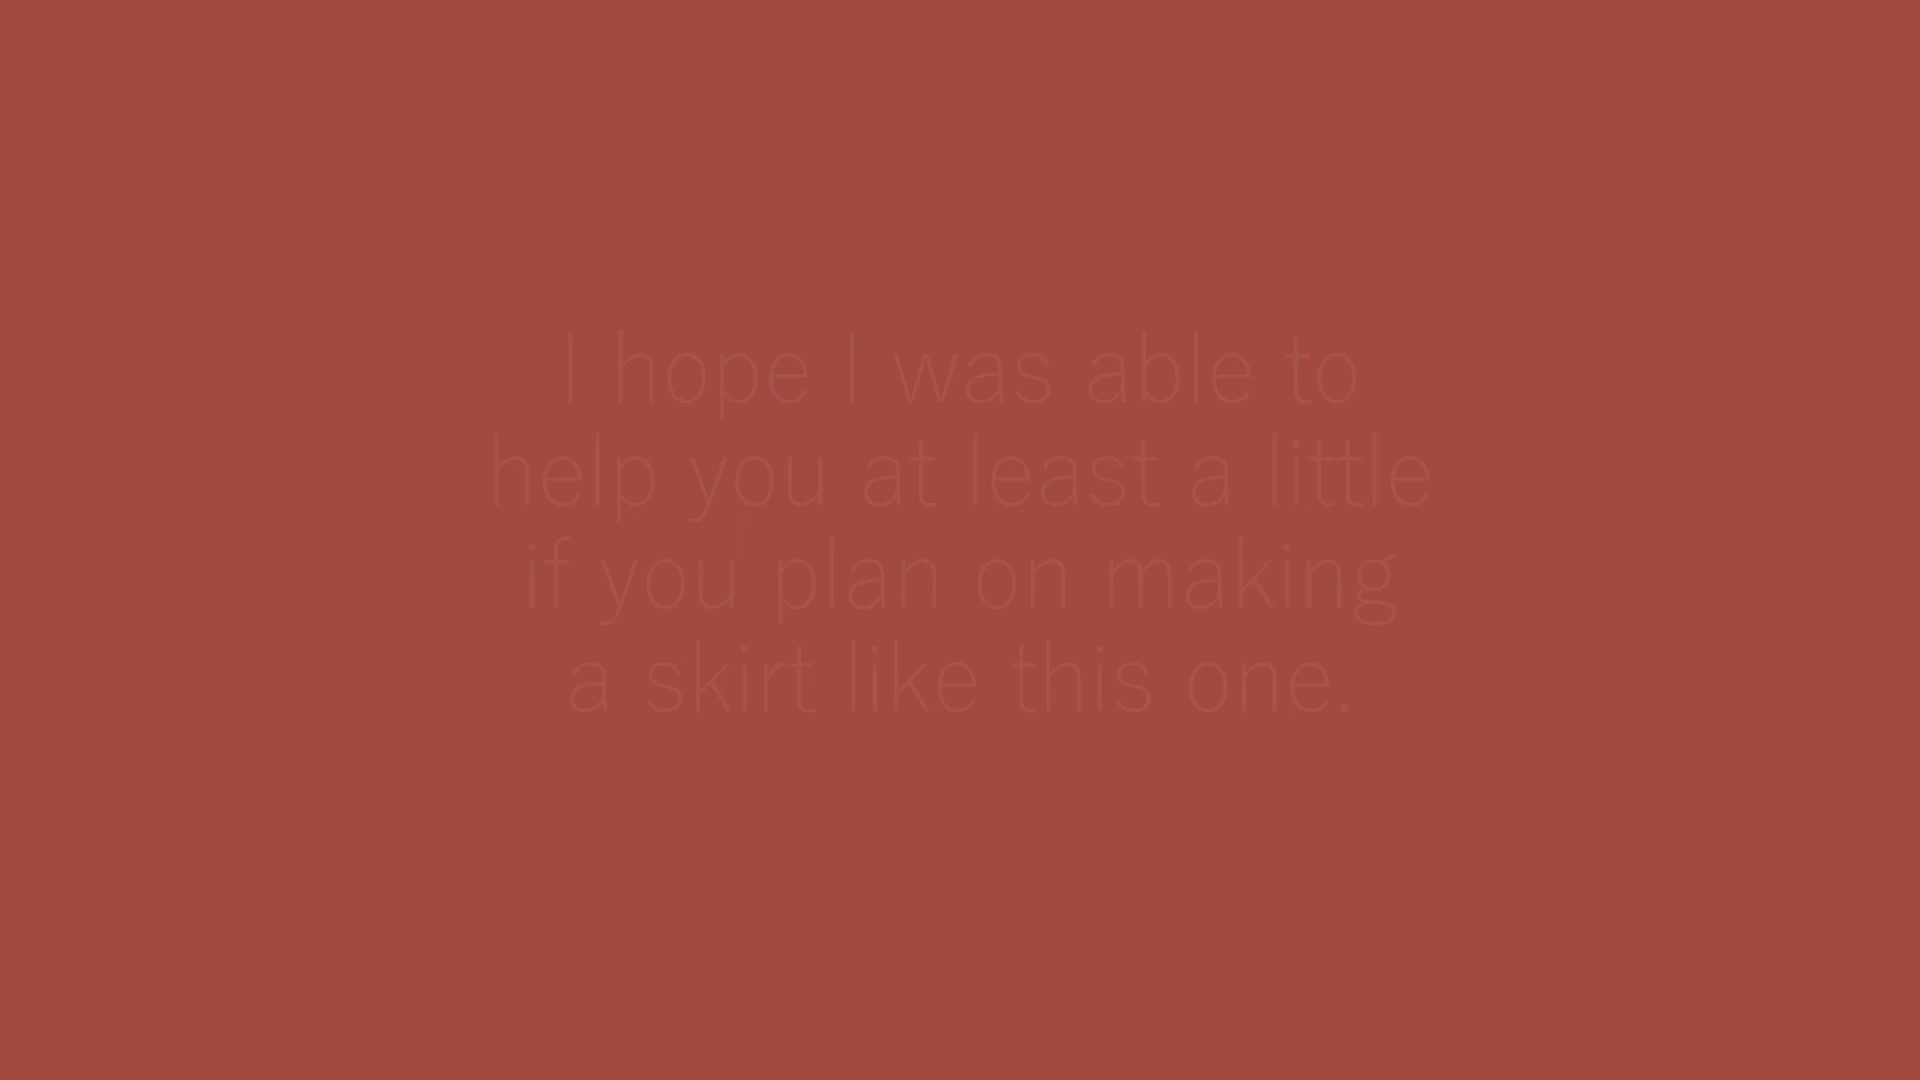 I hope I was able to
help you at least a little
if you plan on making
a skirt like this one.